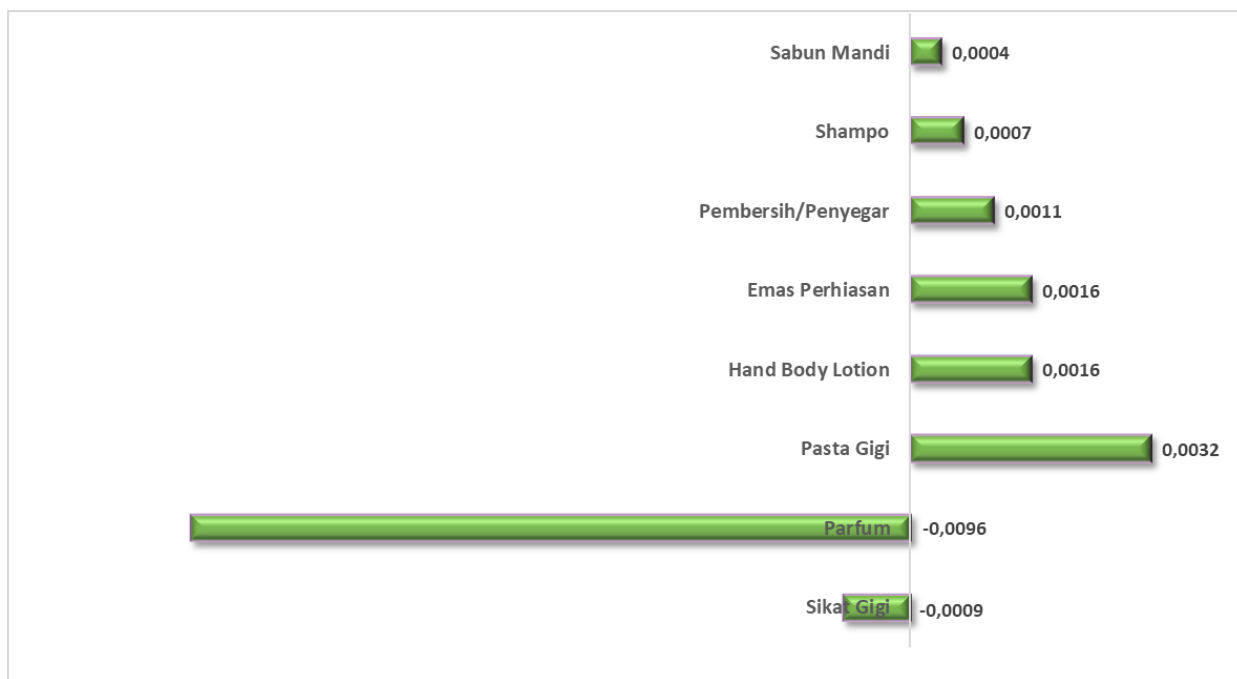 Sabun Mandi 0,0004
Shampo 0,0007
Pembersih/Penyegar 0,0011
Emas Perhiasan 0,0016
Hand Body Lotion 0,0016
Pasta Gigi 0,0032
Parfum -0,0096
Sikat Gigi -0,0009